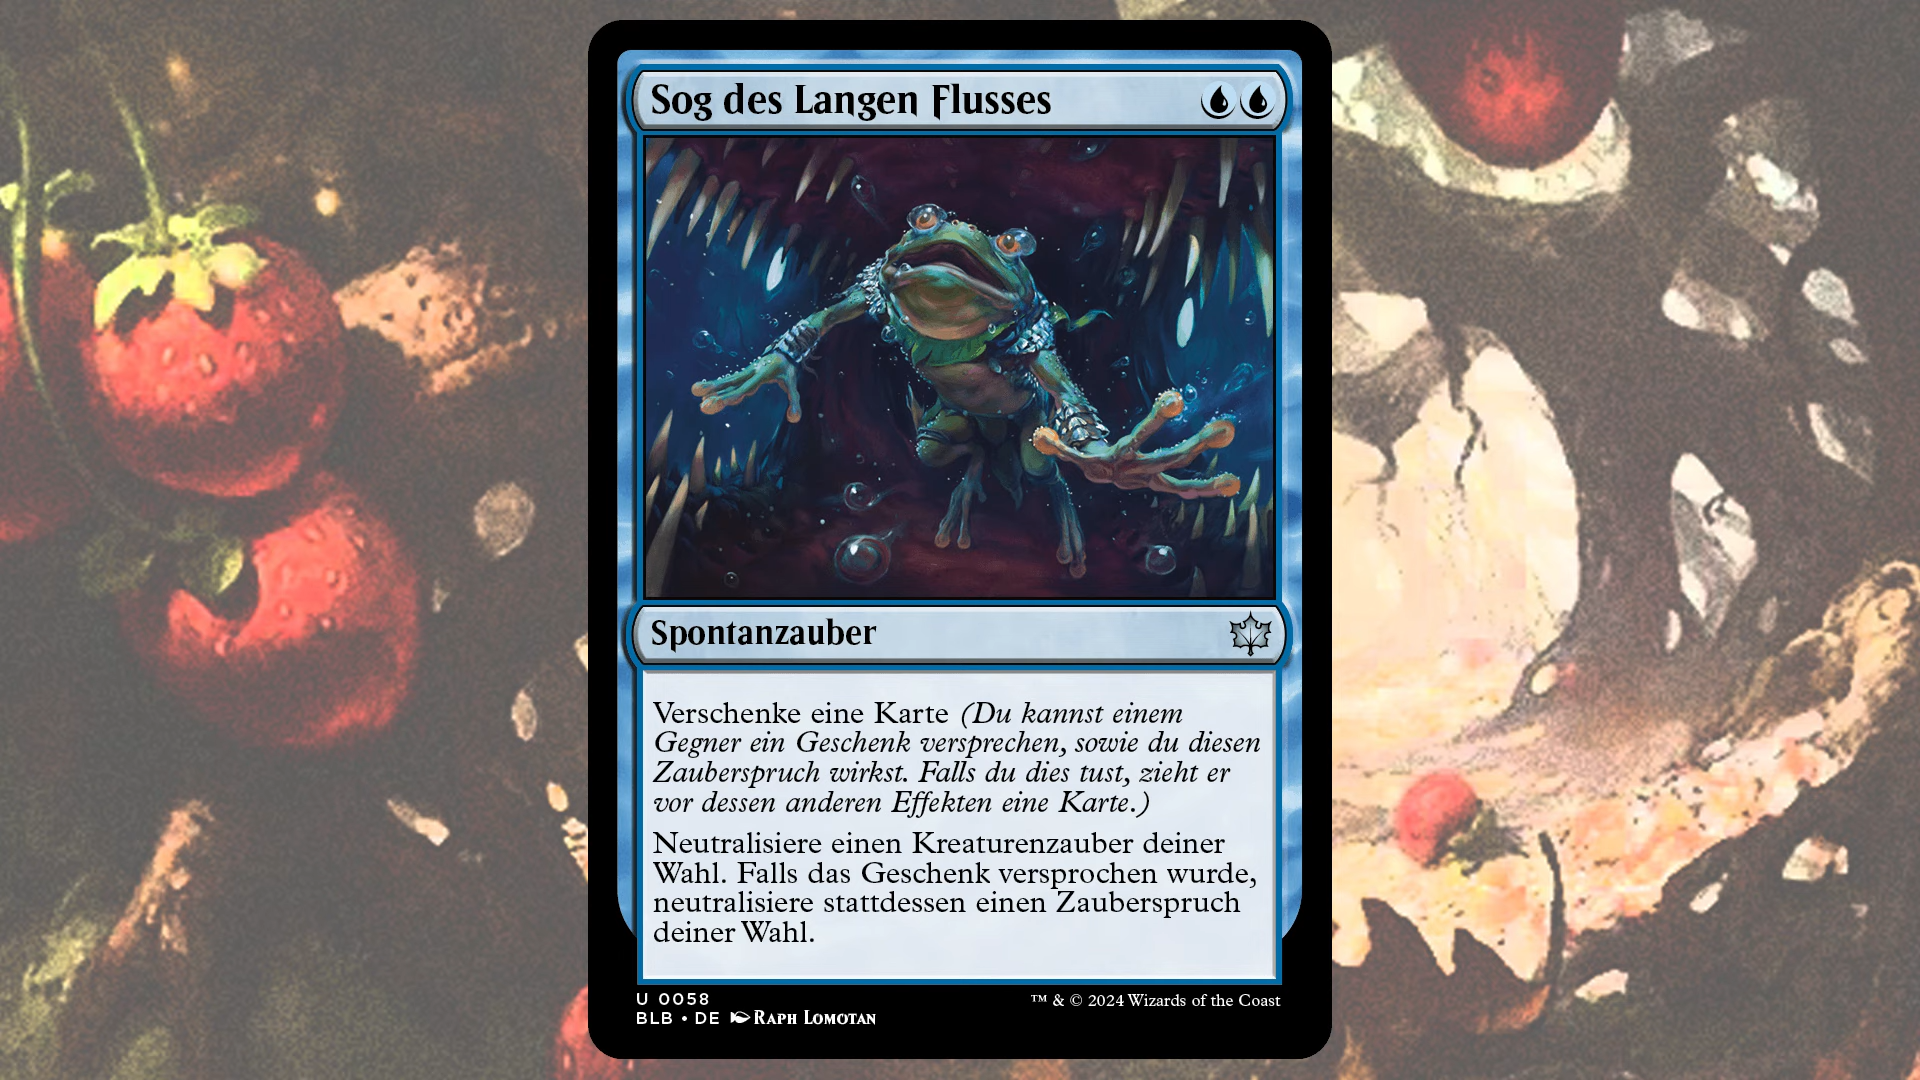 Sog des Langen Flusses
Spontanzauber
Verschenke eine Karte (Du kannst einem
Gegner ein Geschenk versprechen, sowie du diesen
Zauberspruch wirkst. Falls du dies tust, zieht er
vor dessen anderen Effekten eine Karte.)
Neutralisiere einen Kreaturenzauber deiner
Wahl. Falls das Geschenk versprochen wurde,
neutralisiere stattdessen einen Zauberspruch
deiner Wahl.
U 0058
™ & © 2024 Wizards of the Coast
BLB • DE Raph Lomotan